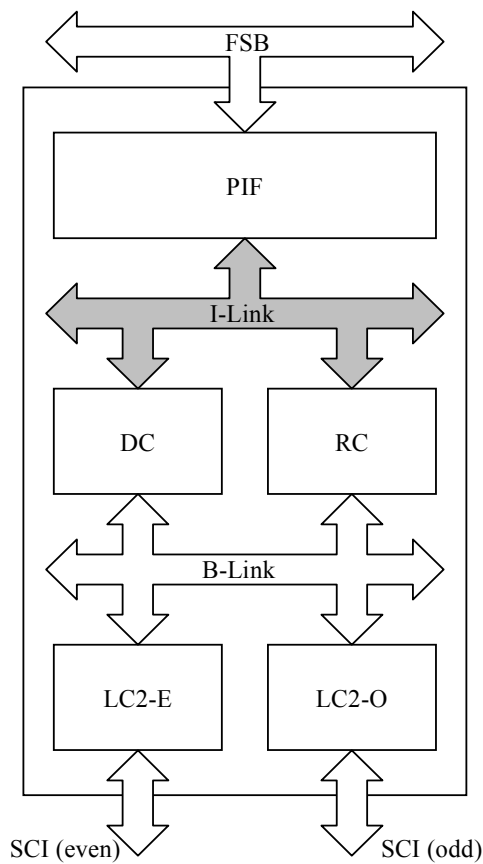 FSB
PIF
I-Link
DC
RC
B-Link
LC2-E
LC2-O
SCI (even)
SCI (odd)